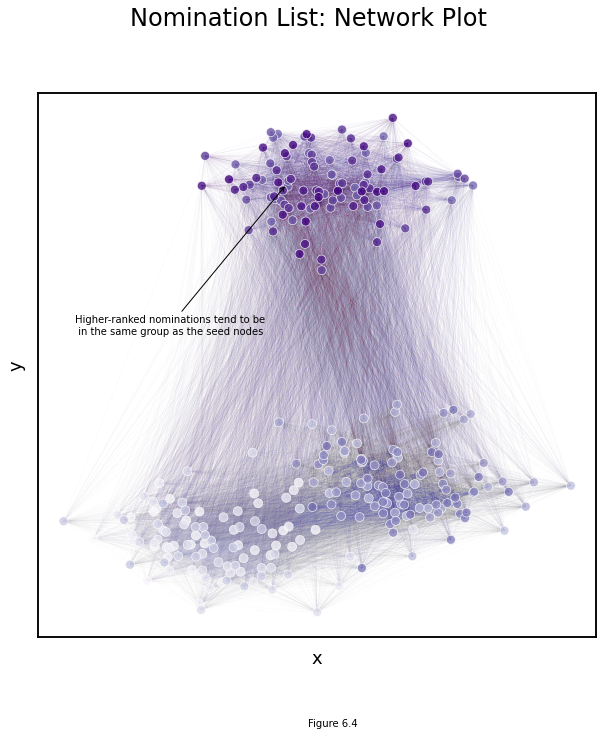 Nomination List: Network Plot
y
Higher-ranked nominations tend to be
in the same group as the seed nodes
x
Figure 6.4